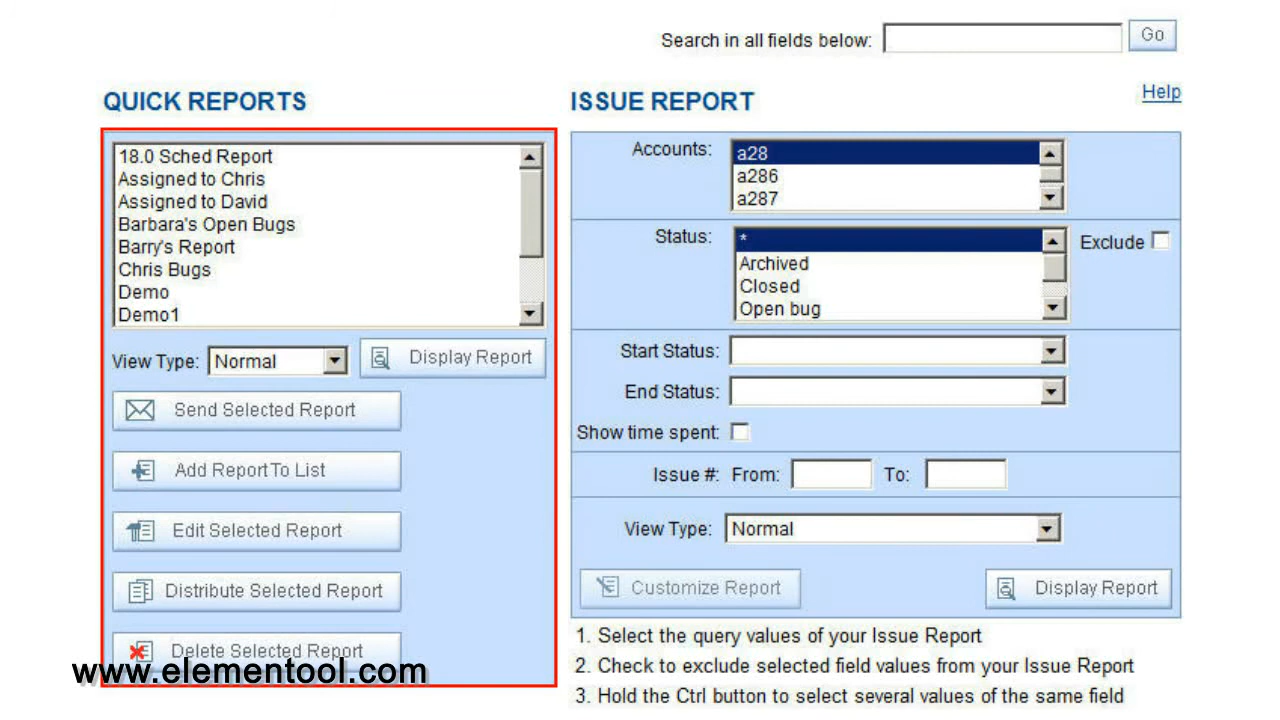 Search in all fields below: Go
QUICK REPORTS
18.0 Sched Report
Assigned to Chris
Assigned to David
Barbara's Open Bugs
Barry's Report
Chris Bugs
Demo
Demo1
View Type: Normal Display Report
Send Selected Report
Add Report To List
Edit Selected Report
Distribute Selected Report
Delete Selected Report
www.elementool.com
ISSUE REPORT
Help
Accounts: a28
a286
a287
Status: *
Exclude
Archived
Closed
Open bug
Start Status:
End Status:
Show time spent:
Issue #: From: To:
View Type: Normal
Customize Report Display Report
1. Select the query values of your Issue Report
2. Check to exclude selected field values from your Issue Report
3. Hold the Ctrl button to select several values of the same field